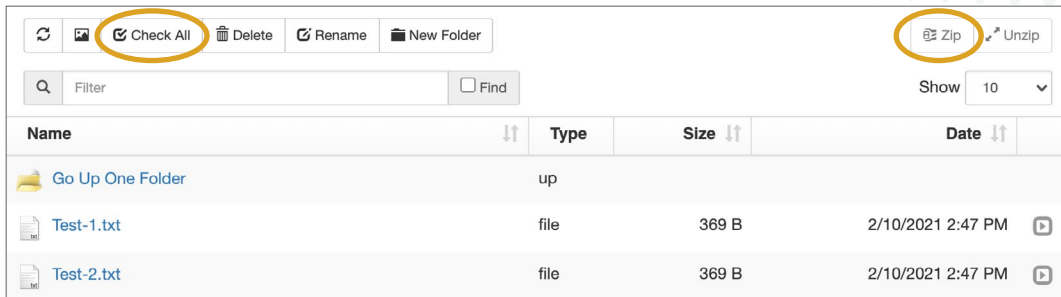 Check All Delete Rename New Folder Zip Unzip
Filter Find Show 10
Name Type Size Date
Go Up One Folder up
Test-1.txt file 369 B 2/10/2021 2:47 PM
Test-2.txt file 369 B 2/10/2021 2:47 PM